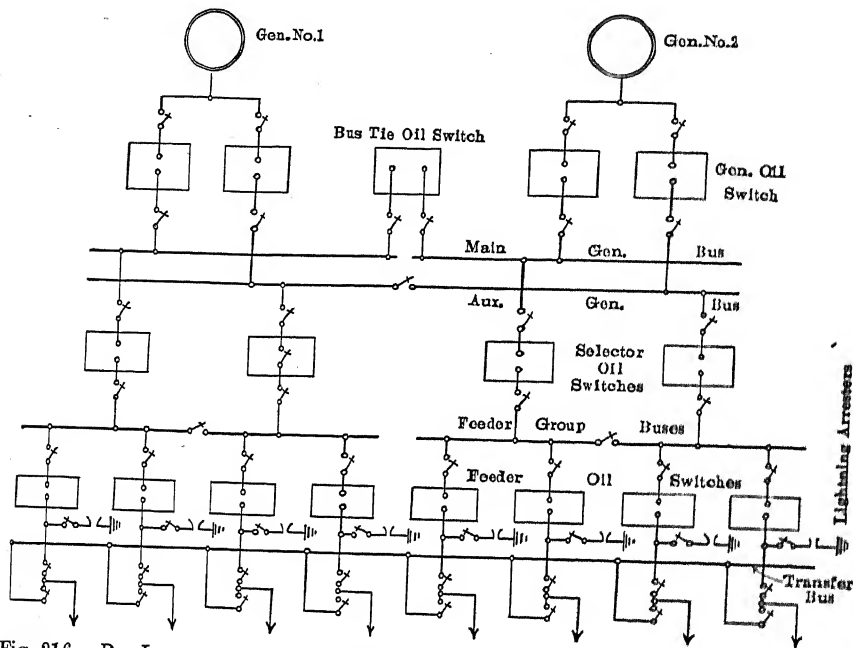 Gen.No.1
Gen.No.2
Bus Tie Oil Switch
Gen. Oil
Switch
Main Gen. Bus
Aux. Gen. Bus
Selector
Oil
Switches
Feeder Group Buses
Feeder Oil Switches
Lightning Arresters
Transfer
Bus
Fig. 216